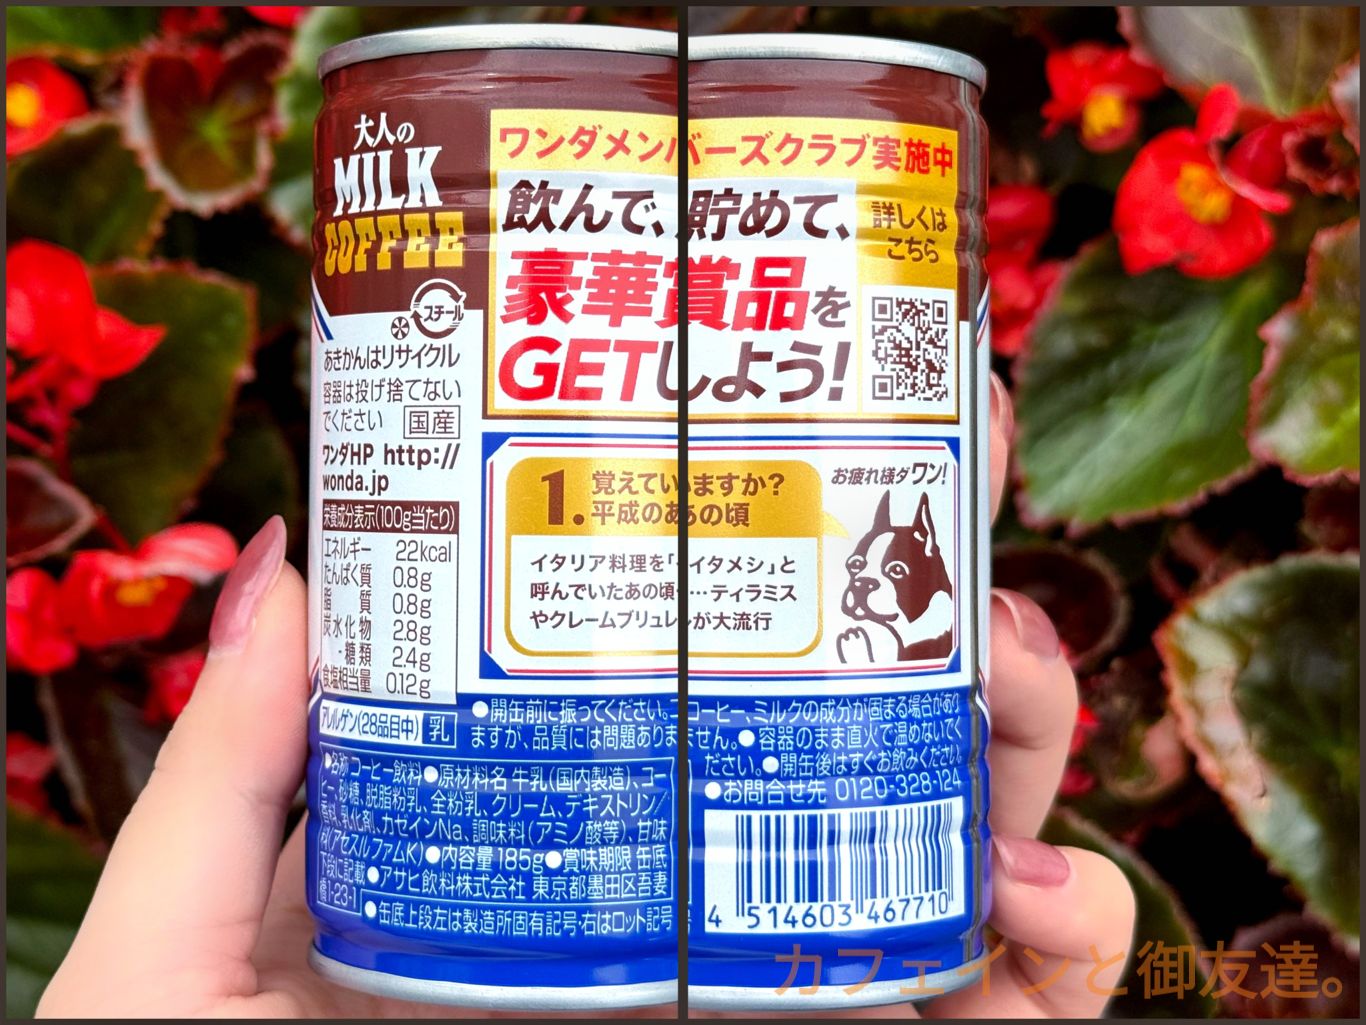 大人の
MILK
COFFEE
スチール
あきかんはリサイクル
容器は投げ捨てない
でください 国産
ワンダHP http://
wonda.jp
栄養成分表示(100g当たり)
エネルギー 22kcal
たんぱく質 0.8g
脂質 0.8g
炭水化物 2.8g
-糖類 2.4g
食塩相当量 0.12g
アレルゲン(28品目中) 乳
●名称 コーヒー飲料●原材料名 牛乳(国内製造)、コー
ヒー、砂糖、脱脂粉乳、全粉乳、クリーム、デキストリン/
香料、乳化剤、カゼインNa、調味料(アミノ酸等)、甘味
料(アセスルファムK)●内容量 185g●賞味期限 缶底
下段に記載●アサヒ飲料株式会社 東京都墨田区吾妻
橋1-23-1
●缶底上段左は製造所固有記号・右はロット記号
ワンダメンバーズクラブ実施中
飲んで、貯めて、
豪華賞品を
GETしよう!
詳しくは
こちら
1. 覚えていますか?
平成のあの頃
イタリア料理を「イタメシ」と
呼んでいたあの頃……ティラミス
やクレームブリュレが大流行
お疲れ様ダワン!
●開缶前に振ってください。コーヒー、ミルクの成分が固まる場合があり
ますが、品質には問題ありません。●容器のまま直火で温めないでく
ださい。●開缶後はすぐお飲みください。
●お問合せ先 0120-328-124
4 514603 467710
カフェインと御友達。